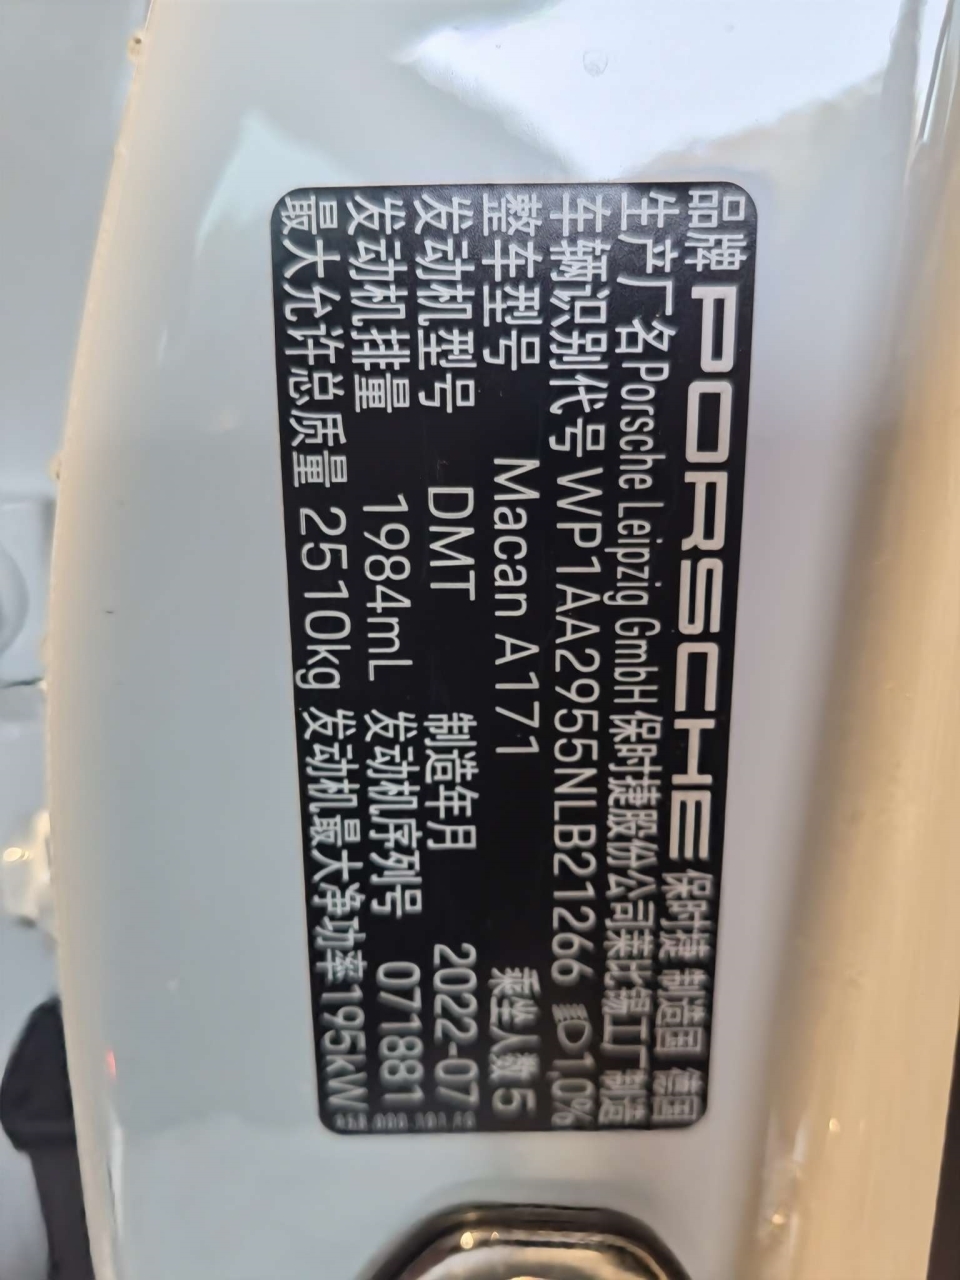 品牌 PORSCHE 保时捷 制造国 德国
生产厂名 Porsche Leipzig GmbH 保时捷股份公司莱比锡工厂制造
车辆识别代号 WP1AA2955NLB21266 1,0%
整车型号 Macan A171 乘坐人数 5
发动机型号 DMT 制造年月 2022-07
发动机排量 1984mL 发动机序列号 071881
最大允许总质量 2510kg 发动机最大净功率 195kW